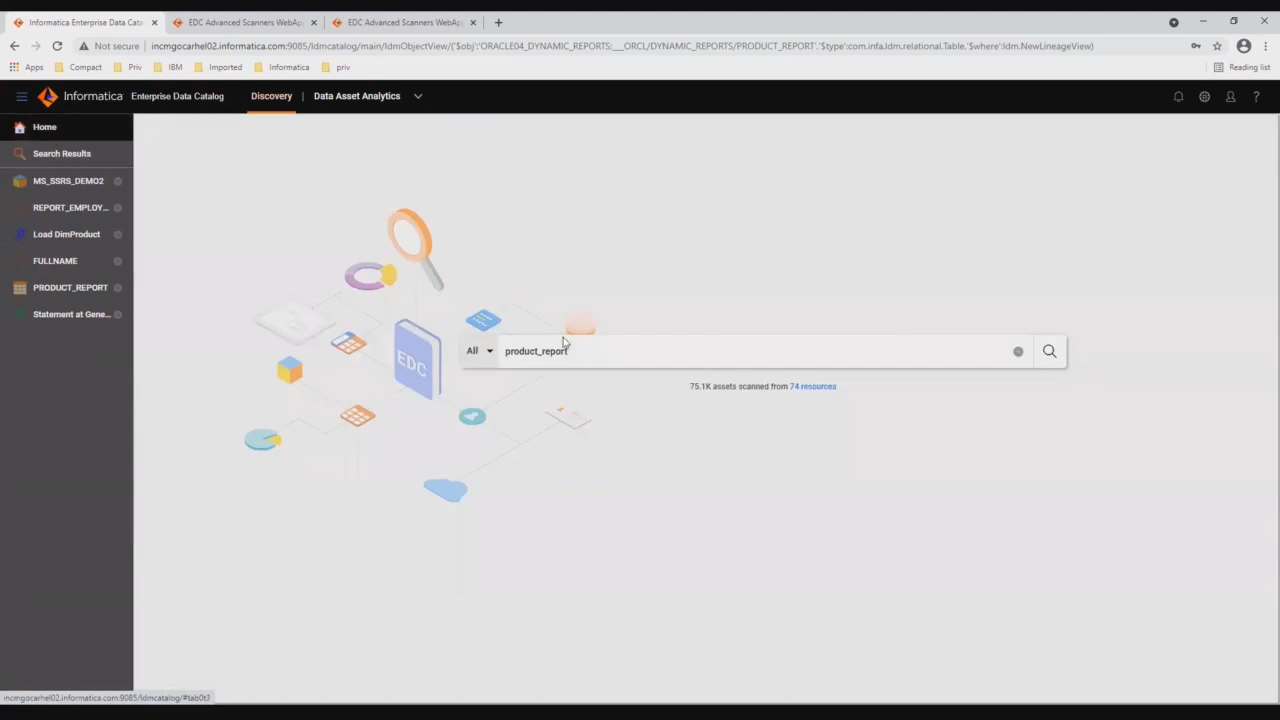 Informatica Enterprise Data Cata
EDC Advanced Scanners WebAp
EDC Advanced Scanners WebAp
Not secure
incmgocarhel02.informatica.com:9085/ldmcatalog/main/ldmObjectView/('$obj':'ORACLE04_DYNAMIC_REPORTS:___ORCL/DYNAMIC_REPORTS/PRODUCT_REPORT','$type':com.infa.ldm.relational.Table,'$where':ldm.NewLineageView)
Apps Compact Priv IBM Imported Informatica priv Reading list
Informatica Enterprise Data Catalog Discovery | Data Asset Analytics
Home
Search Results
MS_SSRS_DEMO2
REPORT_EMPLOY...
Load DimProduct
FULLNAME
PRODUCT_REPORT
Statement at Gene...
EDC
All product_report
75.1K assets scanned from 74 resources
incmgocarhel02.informatica.com:9085/ldmcatalog/#tab0t3